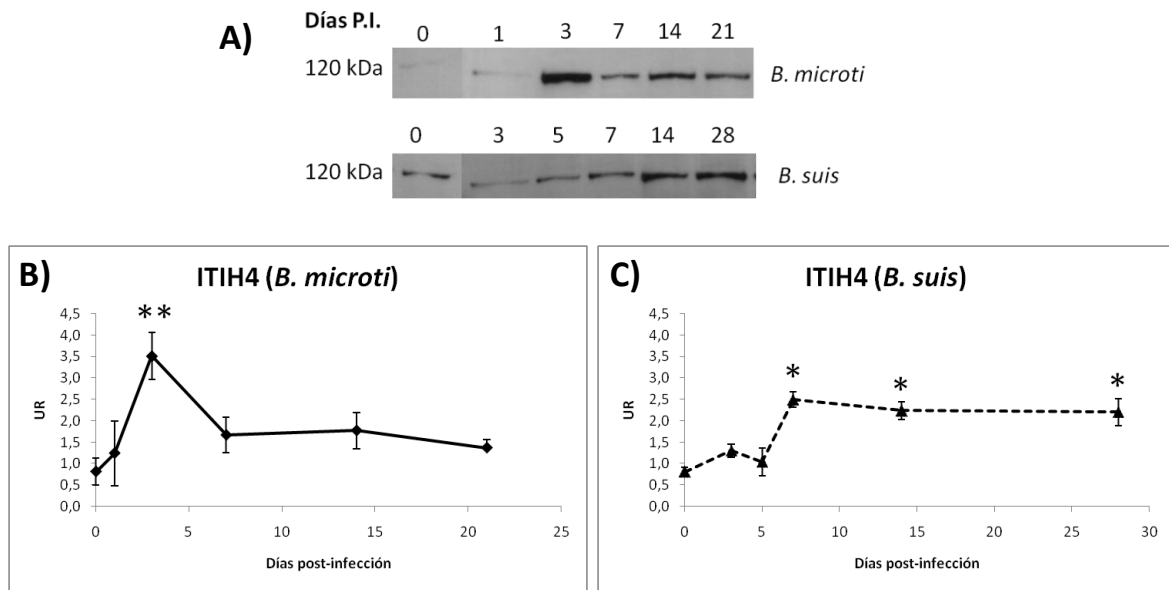 A)
Días P.I.
0 1 3 7 14 21
120 kDa
B. microti
0 3 5 7 14 28
120 kDa
B. suis
B)
ITIH4 (B. microti)
**
4,5
4,0
3,5
3,0
2,5
2,0
1,5
1,0
0,5
0,0
UR
0 5 10 15 20 25
Días post-infección
C)
ITIH4 (B. suis)
* * *
4,5
4,0
3,5
3,0
2,5
2,0
1,5
1,0
0,5
0,0
UR
0 5 10 15 20 25 30
Días post-infección